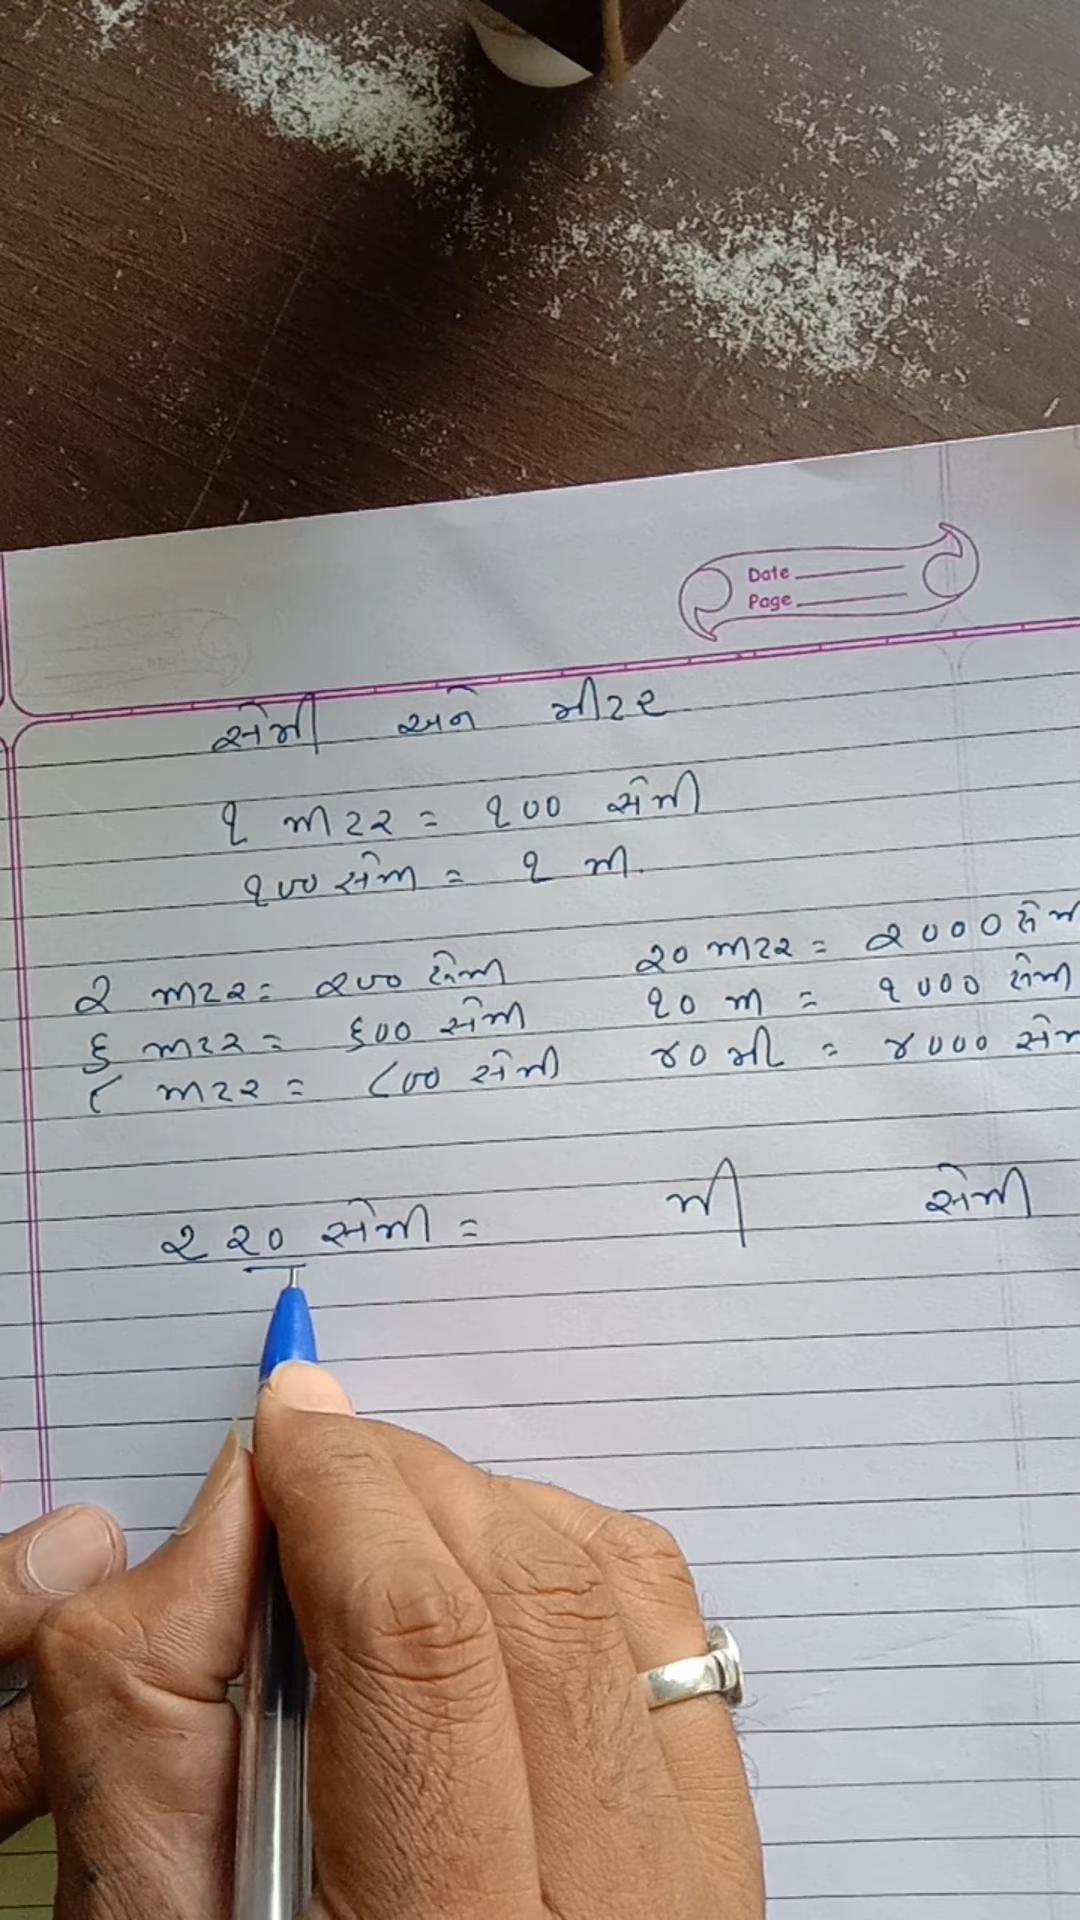 Date
Page
સેમી અને મીટર
૧ મીટર = ૧૦૦ સેમી
૧૦૦ સેમી = ૧ મી.
૨ મીટર = ૨૦૦ સેમી
૬ મીટર = ૬૦૦ સેમી
૮ મીટર = ૮૦૦ સેમી
૨૦ મીટર = ૨૦૦૦ સેમી
૧૦ મી = ૧૦૦૦ સેમી
૪૦ મી = ૪૦૦૦ સેમી
૨૨૦ સેમી = મી સેમી